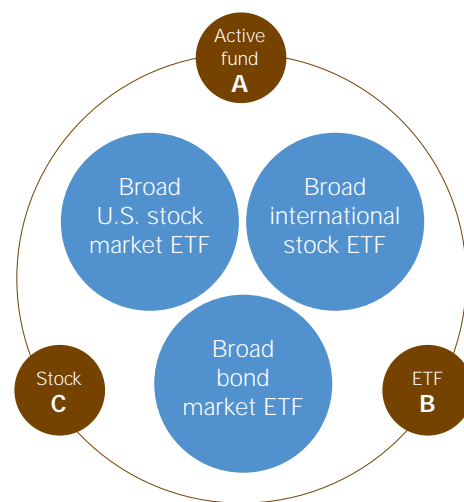 Active
fund
A
Broad
U.S. stock
market ETF
Broad
international
stock ETF
Broad
bond
market ETF
Stock
C
ETF
B